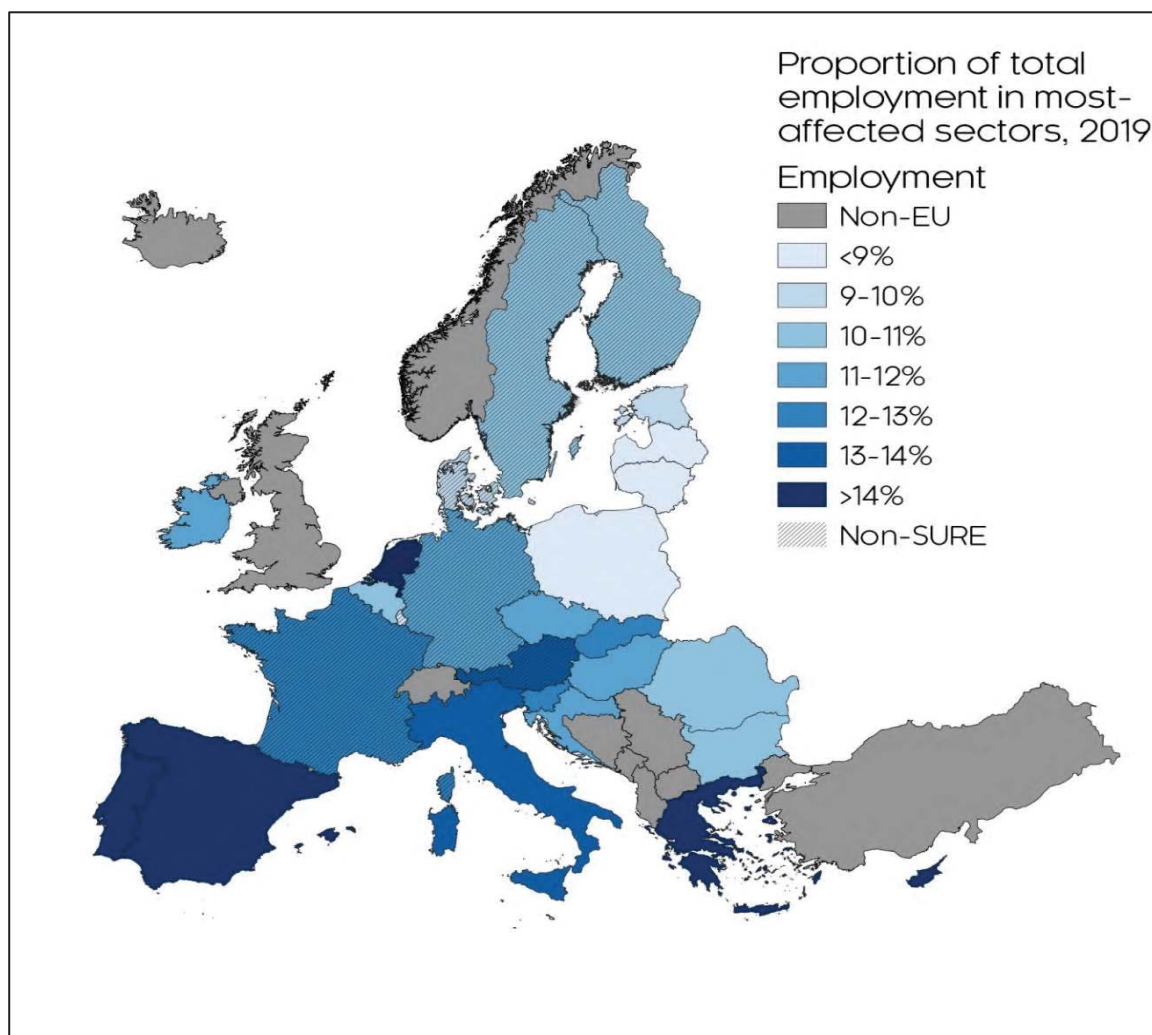 Proportion of total
employment in most-
affected sectors, 2019
Employment
Non-EU
<9%
9-10%
10-11%
11-12%
12-13%
13-14%
>14%
Non-SURE